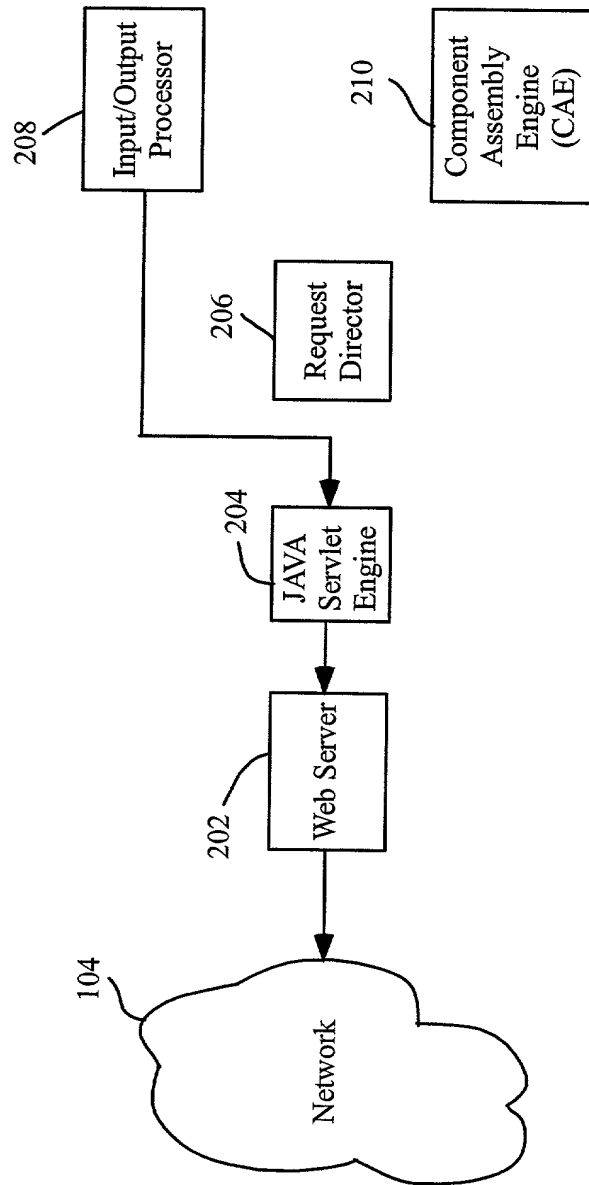 208
Input/Output
Processor
210
Component
Assembly
Engine
(CAE)
206
Request
Director
204
JAVA
Servlet
Engine
202
Web Server
104
Network